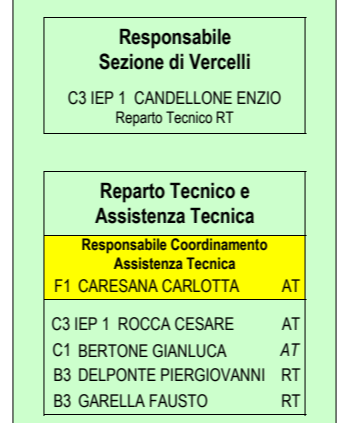 Responsabile
Sezione di Vercelli
C3 IEP 1 CANDELLONE ENZIO
Reparto Tecnico RT
Reparto Tecnico e
Assistenza Tecnica
Responsabile Coordinamento
Assistenza Tecnica
F1 CARESANA CARLOTTA AT
C3 IEP 1 ROCCA CESARE AT
C1 BERTONE GIANLUCA AT
B3 DELPONTE PIERGIOVANNI RT
B3 GARELLA FAUSTO RT